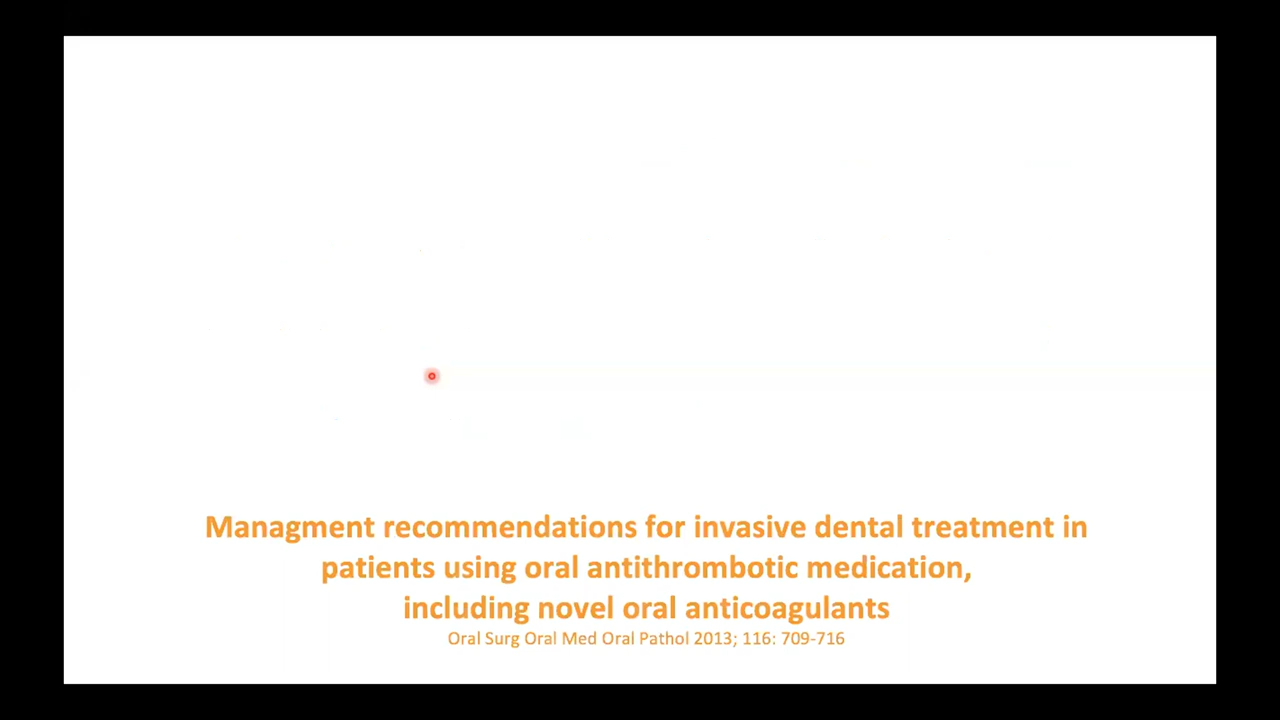 Managment recommendations for invasive dental treatment in
patients using oral antithrombotic medication,
including novel oral anticoagulants
Oral Surg Oral Med Oral Pathol 2013; 116: 709-716